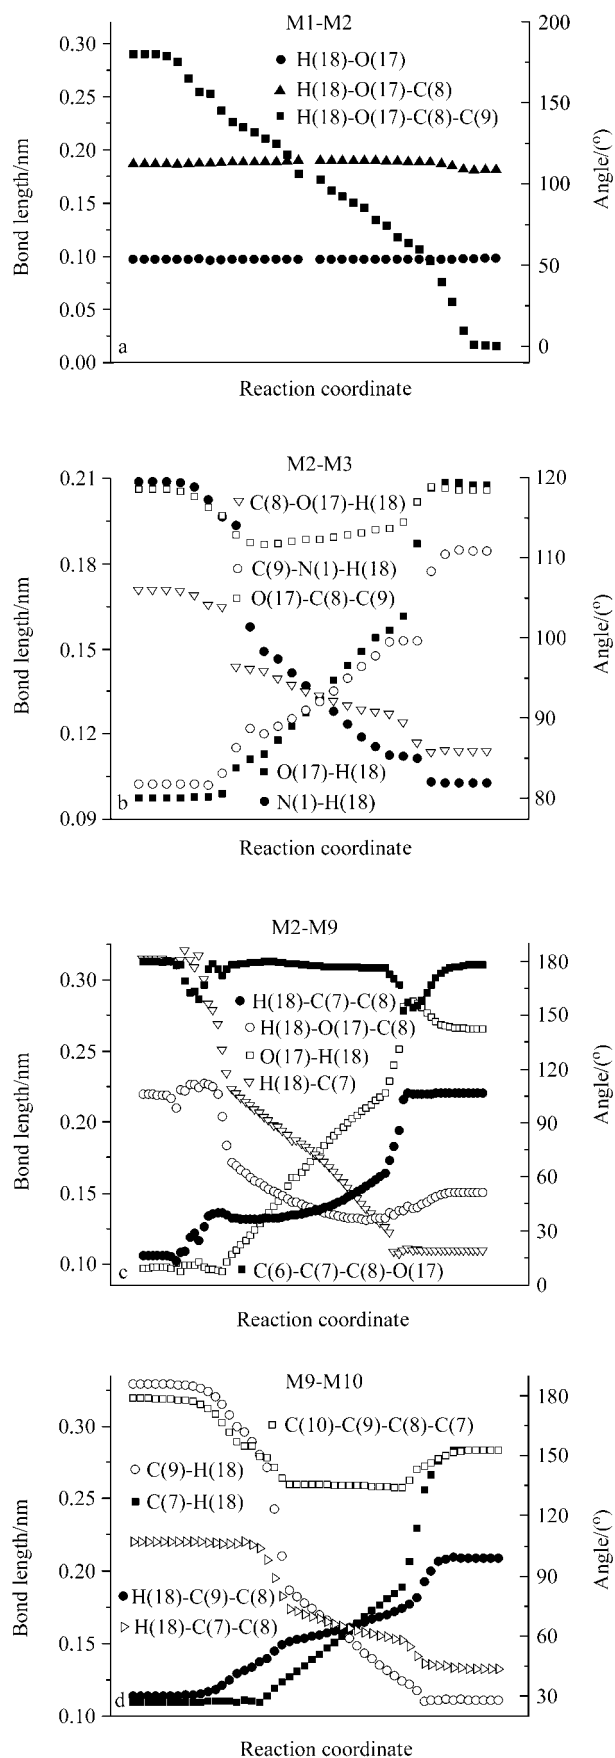 M1-M2
H(18)-O(17)
H(18)-O(17)-C(8)
H(18)-O(17)-C(8)-C(9)
0.30
0.25
0.20
0.15
0.10
0.05
0.00
200
150
100
50
0
Bond length/nm
Angle/(°)
a
Reaction coordinate
M2-M3
C(8)-O(17)-H(18)
C(9)-N(1)-H(18)
O(17)-C(8)-C(9)
O(17)-H(18)
N(1)-H(18)
0.21
0.18
0.15
0.12
0.09
120
110
100
90
80
Bond length/nm
Angle/(°)
b
Reaction coordinate
M2-M9
H(18)-C(7)-C(8)
H(18)-O(17)-C(8)
O(17)-H(18)
H(18)-C(7)
C(6)-C(7)-C(8)-O(17)
0.30
0.25
0.20
0.15
0.10
180
150
120
90
60
30
0
Bond length/nm
Angle/(°)
c
Reaction coordinate
M9-M10
C(10)-C(9)-C(8)-C(7)
C(9)-H(18)
C(7)-H(18)
H(18)-C(9)-C(8)
H(18)-C(7)-C(8)
0.30
0.25
0.20
0.15
0.10
180
150
120
90
60
30
Bond length/nm
Angle/(°)
d
Reaction coordinate